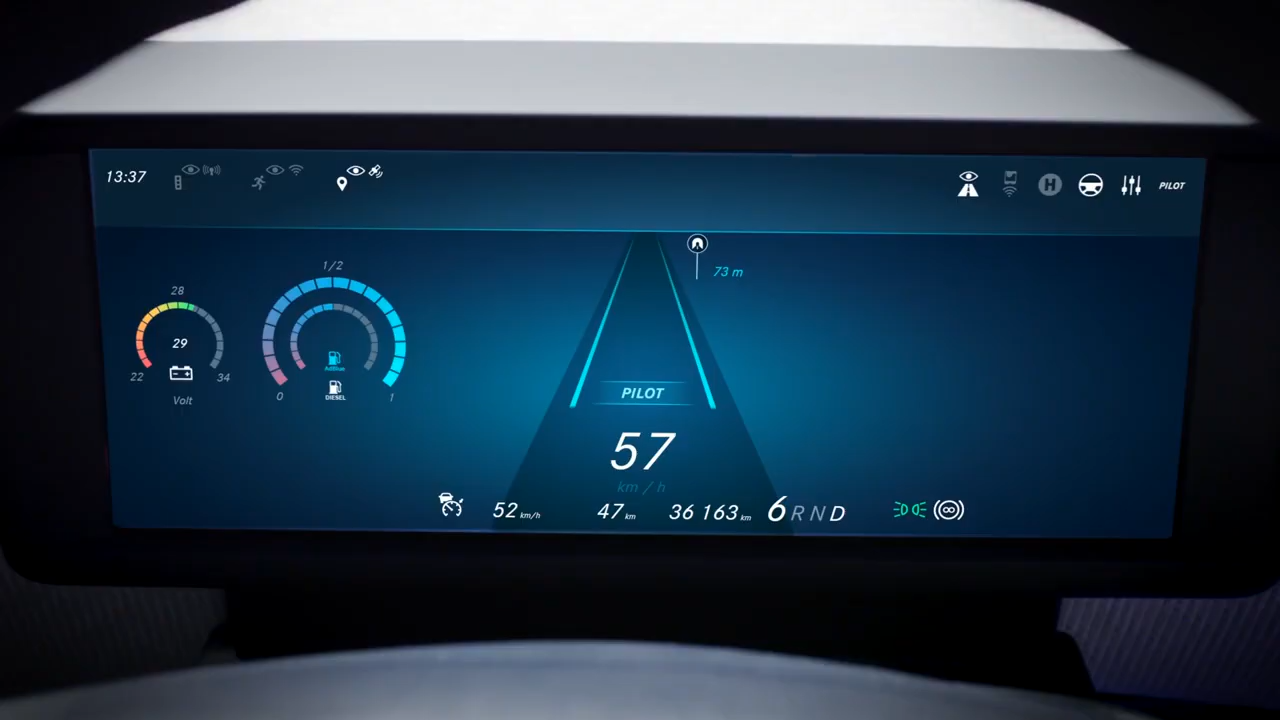 13:37
H
PILOT
73 m
1/2
28
29
22
34
Volt
AdBlue
DIESEL
0
1
PILOT
57
km / h
52 km/h
47 km
36 163 km
6 R N D